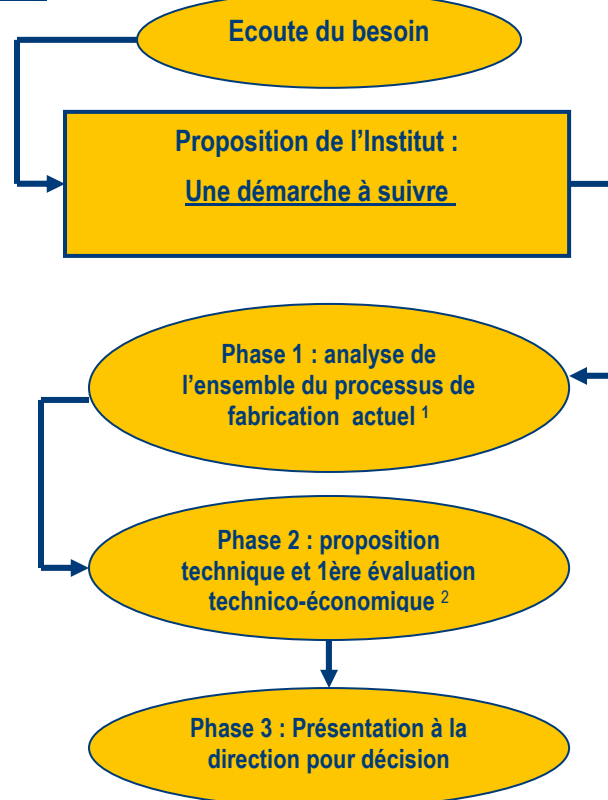 Ecoute du besoin
Proposition de l’Institut :
Une démarche à suivre
Phase 1 : analyse de
l’ensemble du processus de
fabrication actuel ¹
Phase 2 : proposition
technique et 1ère évaluation
technico-économique ²
Phase 3 : Présentation à la
direction pour décision